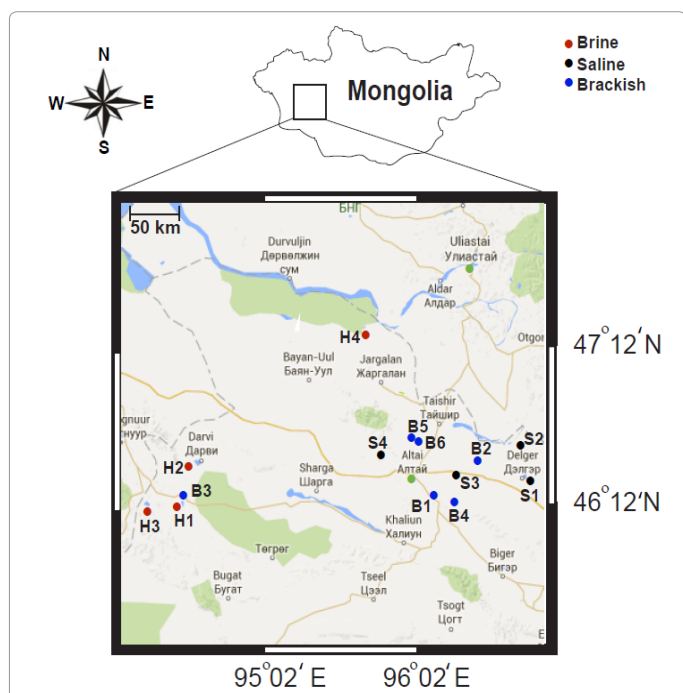 N
W
E
S
Mongolia
Brine
Saline
Brackish
50 km
БНГ
Durvuljin
Дөрвөлжин
сум
Uliastai
Улиастай
Aldar
Алдар
Otgor
H4
47°12'N
Bayan-Uul
Баян-Уул
Jargalan
Жаргалан
Taishir
Тайшир
B5
B6
S4
B2
S2
gnuur
гнуур
Darvi
Дарви
H2
Altai
Алтай
Delger
Дэлгэр
Sharga
Шарга
S3
S1
B3
H1
H3
B1
B4
46°12'N
Khaliun
Халиун
Төгрөг
Biger
Бигэр
Bugat
Бугат
Tseel
Цээл
Tsogt
Цогт
E
95°02' E
96°02' E